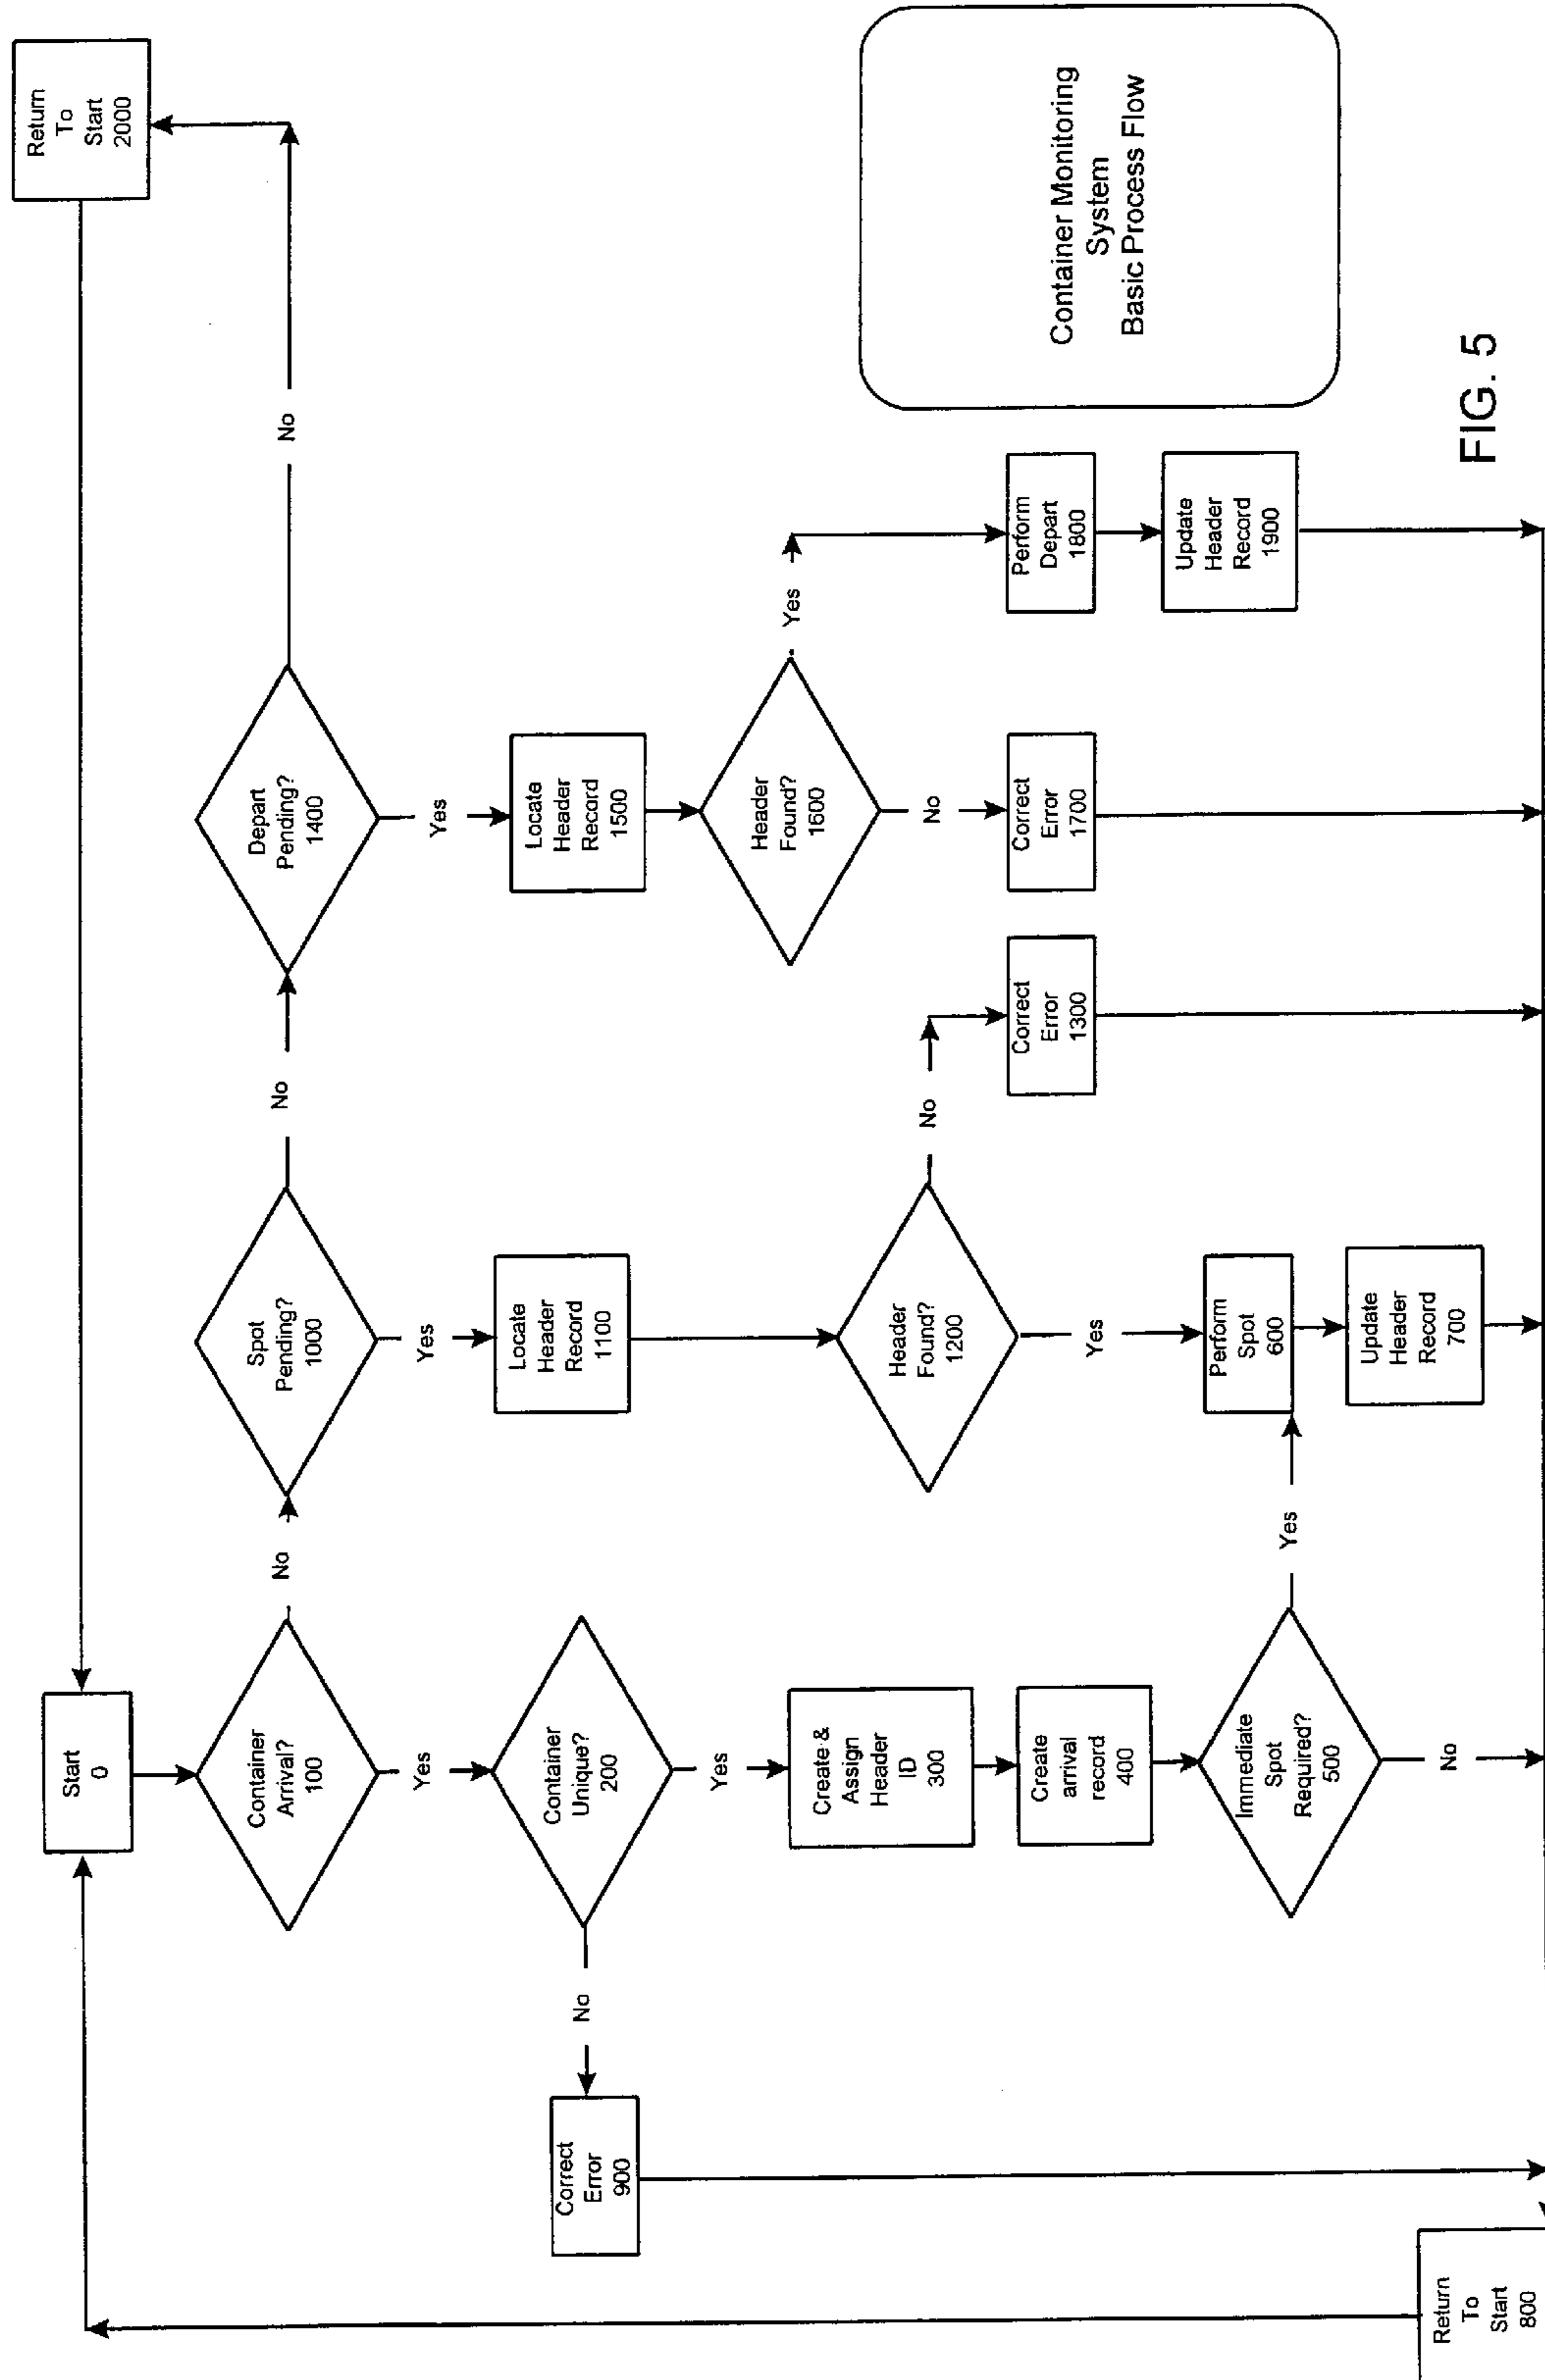 Start
0
Return
To
Start
2000
Container
Arrival?
100
No
Spot
Pending?
1000
No
Depart
Pending?
1400
No
Yes
Yes
Yes
Correct
Error
900
No
Container
Unique?
200
Locate
Header
Record
1100
Locate
Header
Record
1500
Yes
Create &
Assign
Header
ID
300
Header
Found?
1200
No
Header
Found?
1600
Yes
Create
arrival
record
400
Yes
No
Correct
Error
1300
Correct
Error
1700
Perform
Depart
1800
Immediate
Spot
Required?
500
Yes
Perform
Spot
600
Update
Header
Record
1900
No
Update
Header
Record
700
Return
To
Start
800
Container Monitoring
System
Basic Process Flow
FIG. 5